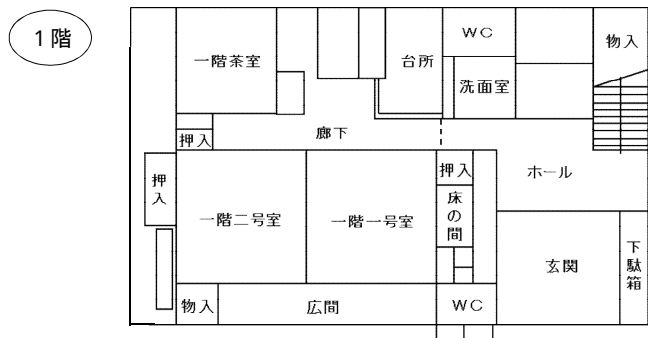 1階
WC
物入
一階茶室
台所
洗面室
廊下
押入
押入
押入
ホール
床の間
一階二号室
一階一号室
玄関
下駄箱
物入
広間
WC